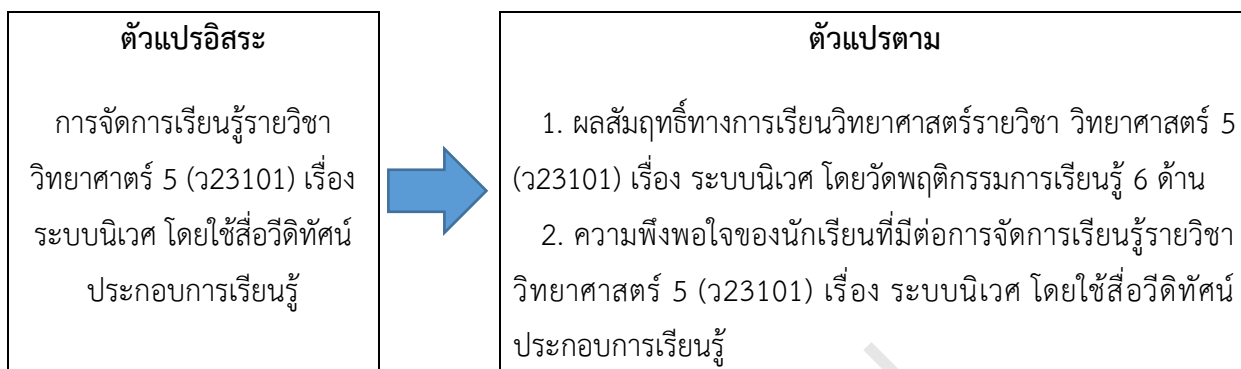 ตัวแปรอิสระ
การจัดการเรียนรู้รายวิชา
วิทยาศาตร์ 5 (ว23101) เรื่อง
ระบบนิเวศ โดยใช้สื่อวีดิทัศน์
ประกอบการเรียนรู้
ตัวแปรตาม
1. ผลสัมฤทธิ์ทางการเรียนวิทยาศาสตร์รายวิชา วิทยาศาสตร์ 5
(ว23101) เรื่อง ระบบนิเวศ โดยวัดพฤติกรรมการเรียนรู้ 6 ด้าน
2. ความพึงพอใจของนักเรียนที่มีต่อการจัดการเรียนรู้รายวิชา
วิทยาศาสตร์ 5 (ว23101) เรื่อง ระบบนิเวศ โดยใช้สื่อวีดิทัศน์
ประกอบการเรียนรู้